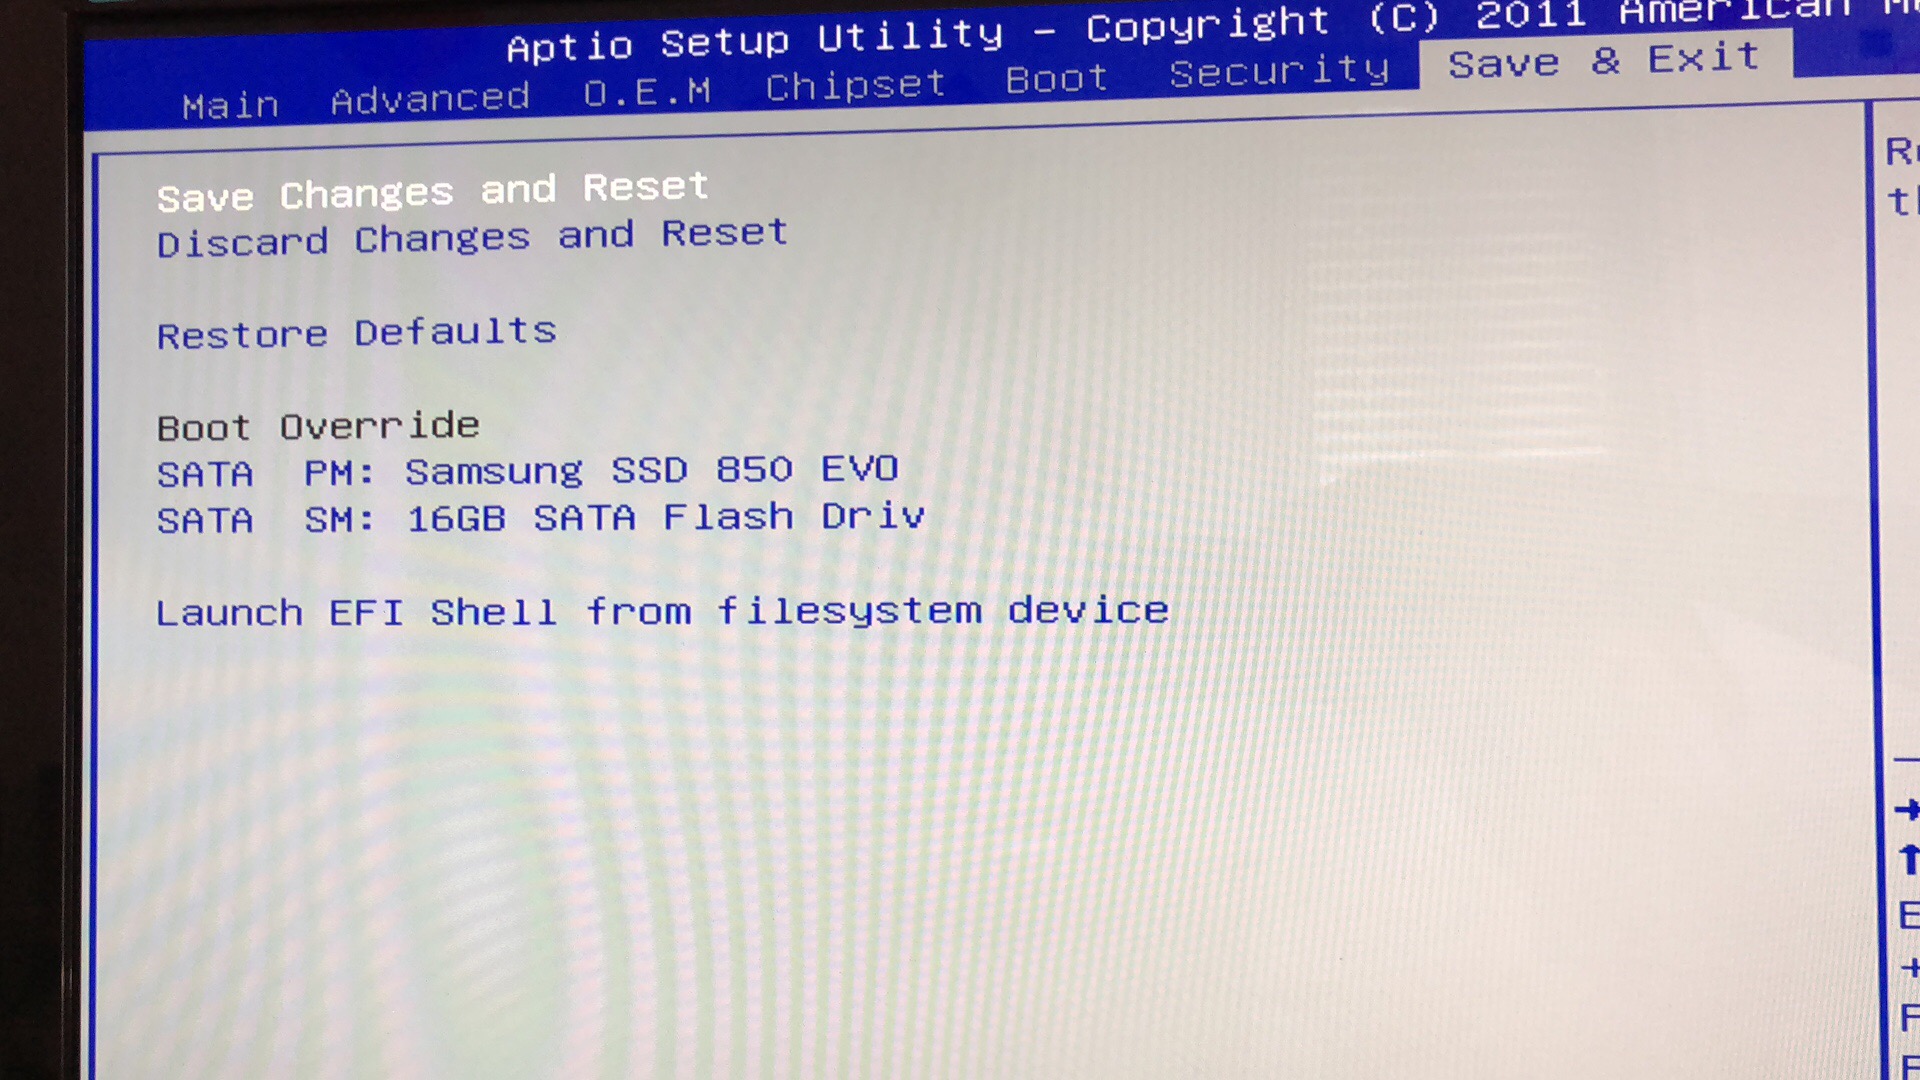 Aptio Setup Utility - Copyright (C) 2011 American
Main Advanced O.E.M Chipset Boot Security Save & Exit
Save Changes and Reset
Discard Changes and Reset
Restore Defaults
Boot Override
SATA PM: Samsung SSD 850 EVO
SATA SM: 16GB SATA Flash Driv
Launch EFI Shell from filesystem device